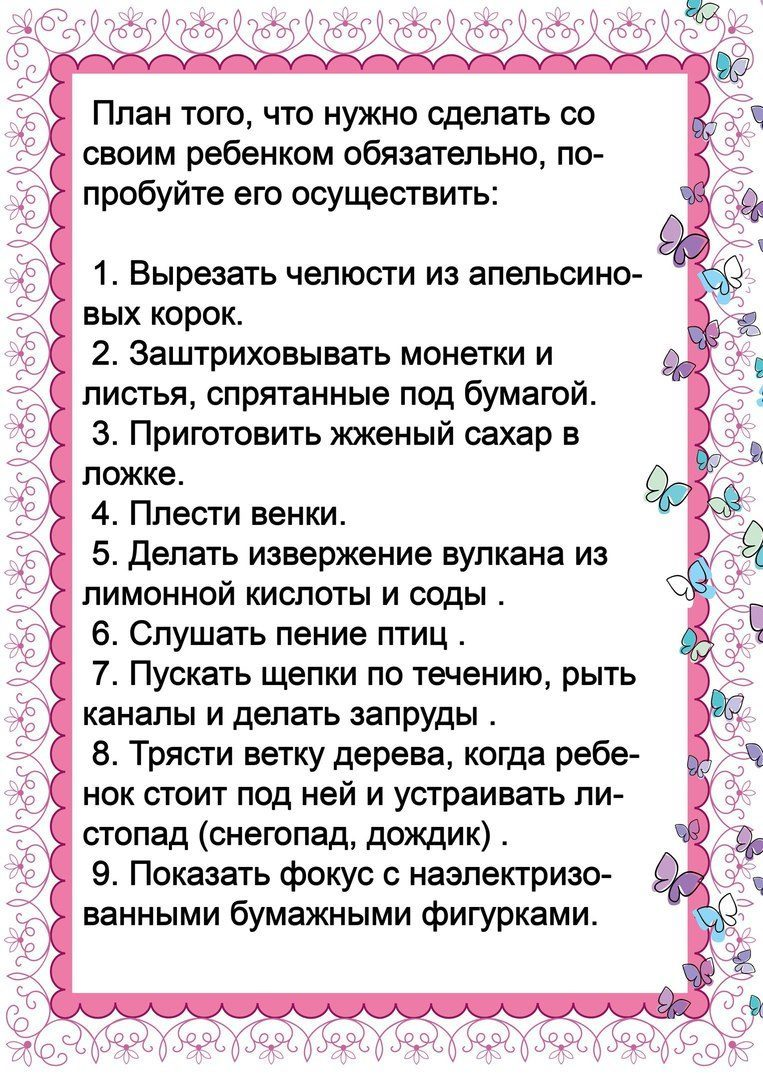 План того, что нужно сделать со
своим ребенком обязательно, по-
пробуйте его осуществить:
1. Вырезать челюсти из апельсино-
вых корок.
2. Заштриховывать монетки и
листья, спрятанные под бумагой.
3. Приготовить жженый сахар в
ложке.
4. Плести венки.
5. Делать извержение вулкана из
лимонной кислоты и соды .
6. Слушать пение птиц .
7. Пускать щепки по течению, рыть
каналы и делать запруды .
8. Трясти ветку дерева, когда ребе-
нок стоит под ней и устраивать ли-
стопад (снегопад, дождик) .
9. Показать фокус с наэлектризо-
ванными бумажными фигурками.